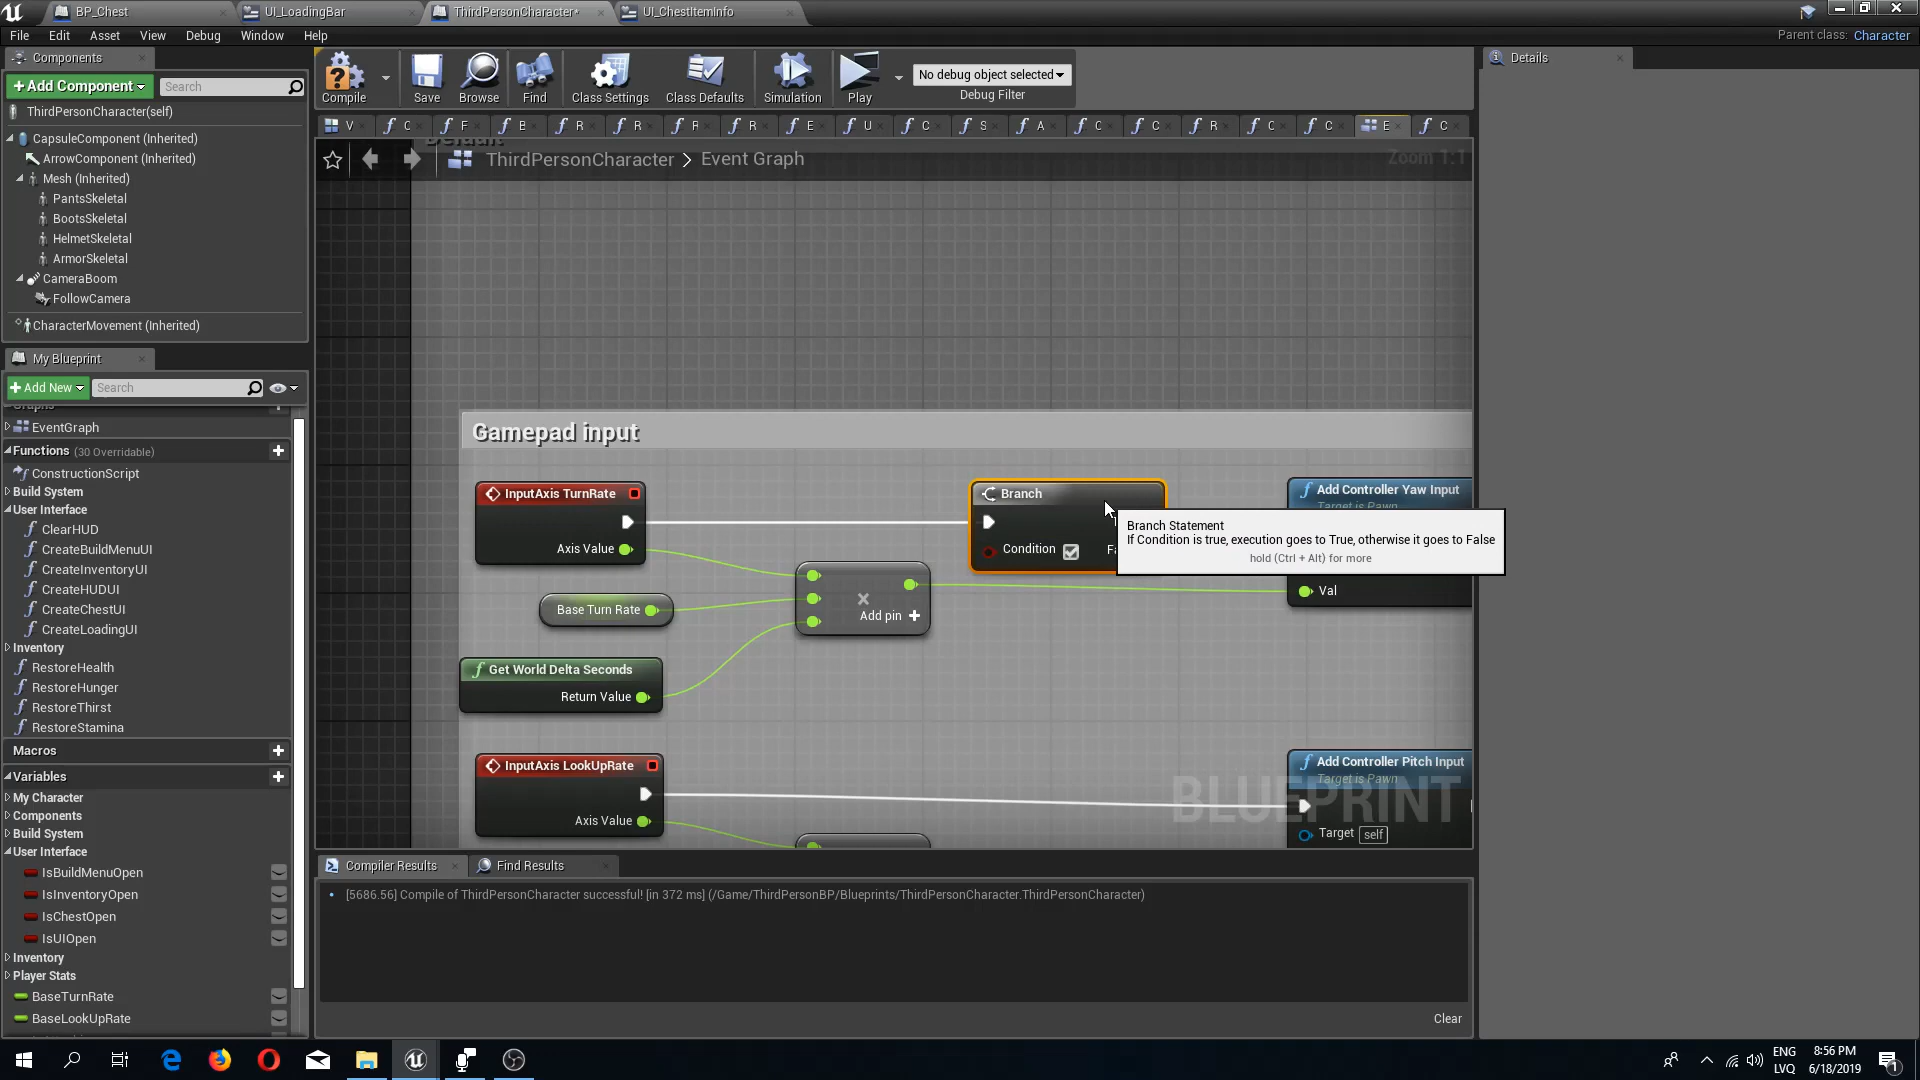 BP_Chest
UI_LoadingBar
ThirdPersonCharacter*
UI_ChestItemInfo
File Edit Asset View Debug Window Help
Parent class: Character
Components
Add Component
Search
ThirdPersonCharacter(self)
CapsuleComponent (Inherited)
ArrowComponent (Inherited)
Mesh (Inherited)
PantsSkeletal
BootsSkeletal
HelmetSkeletal
ArmorSkeletal
CameraBoom
FollowCamera
CharacterMovement (Inherited)
My Blueprint
Add New
Search
Graphs
EventGraph
Functions (30 Overridable)
ConstructionScript
Build System
User Interface
ClearHUD
CreateBuildMenuUI
CreateInventoryUI
CreateHUDUI
CreateChestUI
CreateLoadingUI
Inventory
RestoreHealth
RestoreHunger
RestoreThirst
RestoreStamina
Macros
Variables
My Character
Components
Build System
User Interface
IsBuildMenuOpen
IsInventoryOpen
IsChestOpen
IsUIOpen
Inventory
Player Stats
BaseTurnRate
BaseLookUpRate
Compile
Save
Browse
Find
Class Settings
Class Defaults
Simulation
Play
No debug object selected
Debug Filter
V C F B R R R R E U C S A C C R C C E C
Default
ThirdPersonCharacter > Event Graph
Zoom 1:1
Gamepad input
InputAxis TurnRate
Axis Value
Base Turn Rate
Get World Delta Seconds
Return Value
Add pin
Branch
Condition
Branch Statement
If Condition is true, execution goes to True, otherwise it goes to False
hold (Ctrl + Alt) for more
Add Controller Yaw Input
Target is Pawn
Val
InputAxis LookUpRate
Axis Value
Add Controller Pitch Input
Target is Pawn
Target self
BLUEPRINT
Compiler Results
Find Results
[5686.56] Compile of ThirdPersonCharacter successful! [in 372 ms] (/Game/ThirdPersonBP/Blueprints/ThirdPersonCharacter.ThirdPersonCharacter)
Clear
Details
ENG
LVQ
8:56 PM
6/18/2019
1